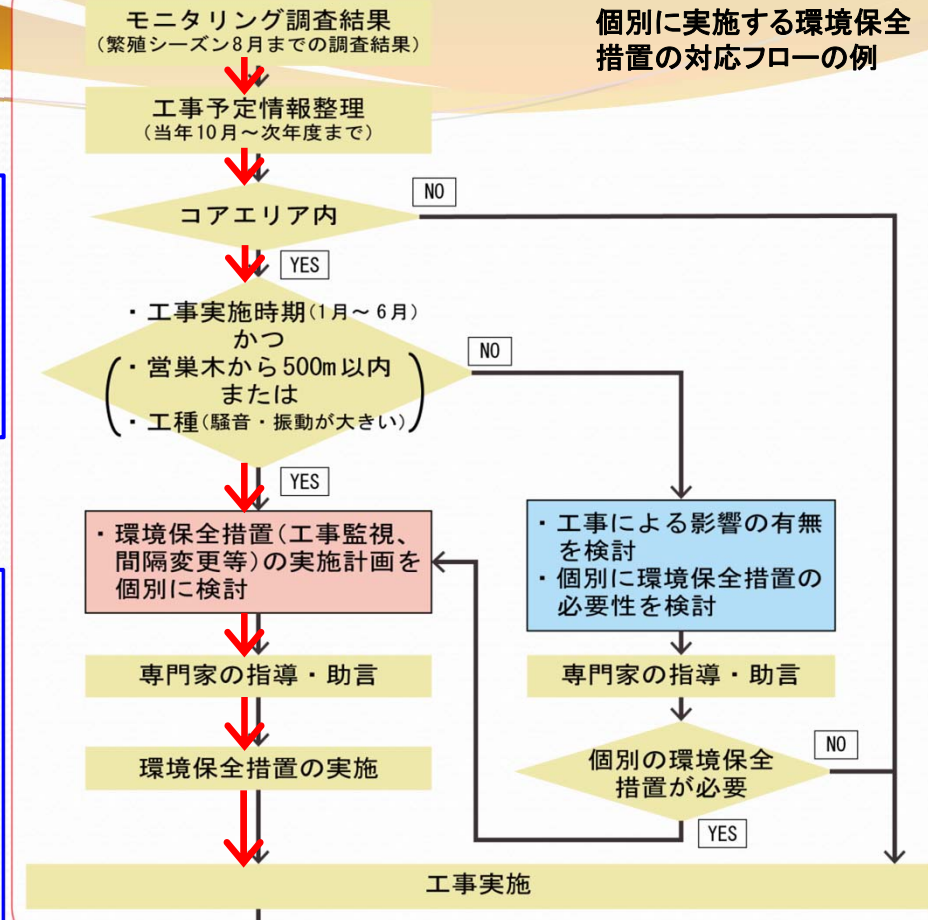 個別に実施する環境保全
措置の対応フローの例
モニタリング調査結果
(繁殖シーズン8月までの調査結果)
工事予定情報整理
(当年10月～次年度まで)
コアエリア内
NO
YES
・工事実施時期(1月～6月)
かつ
・営巣木から500m以内
または
・工種(騒音・振動が大きい)
NO
YES
・環境保全措置(工事監視、
間隔変更等)の実施計画を
個別に検討
・工事による影響の有無
を検討
・個別に環境保全措置の
必要性を検討
専門家の指導・助言
専門家の指導・助言
環境保全措置の実施
個別の環境保全
措置が必要
NO
YES
工事実施